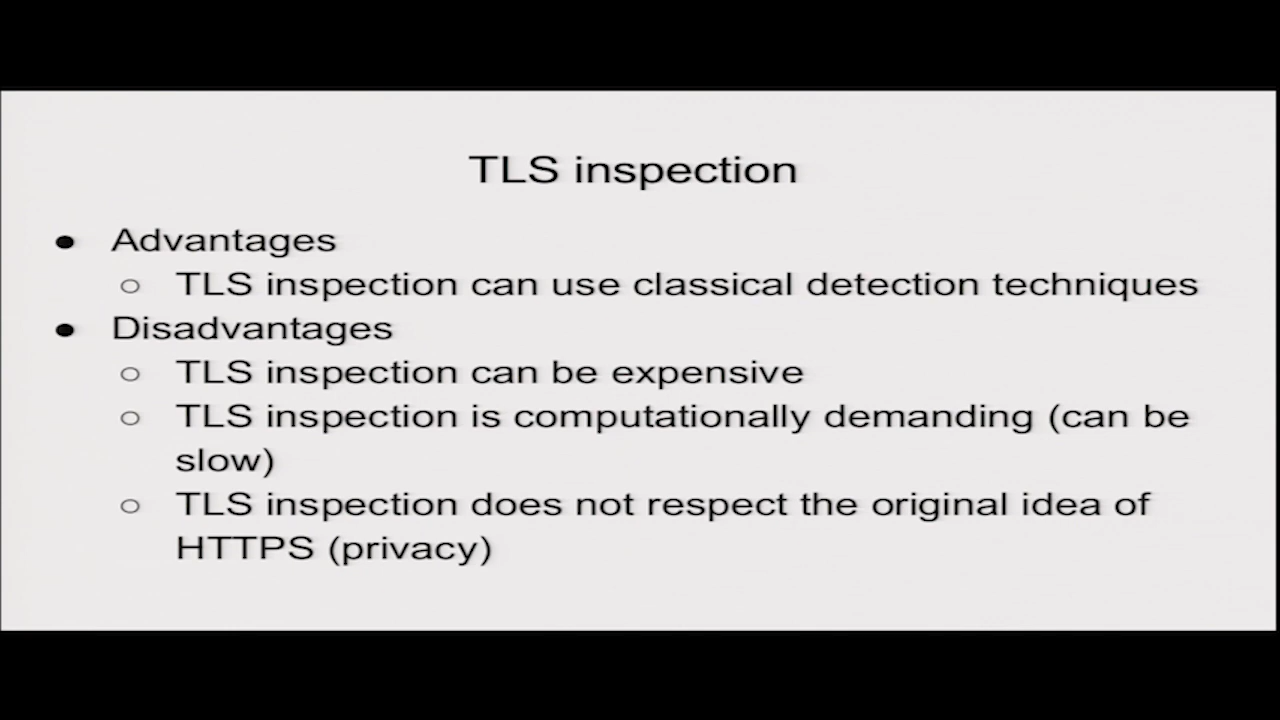 TLS inspection
● Advantages
○ TLS inspection can use classical detection techniques
● Disadvantages
○ TLS inspection can be expensive
○ TLS inspection is computationally demanding (can be
slow)
○ TLS inspection does not respect the original idea of
HTTPS (privacy)